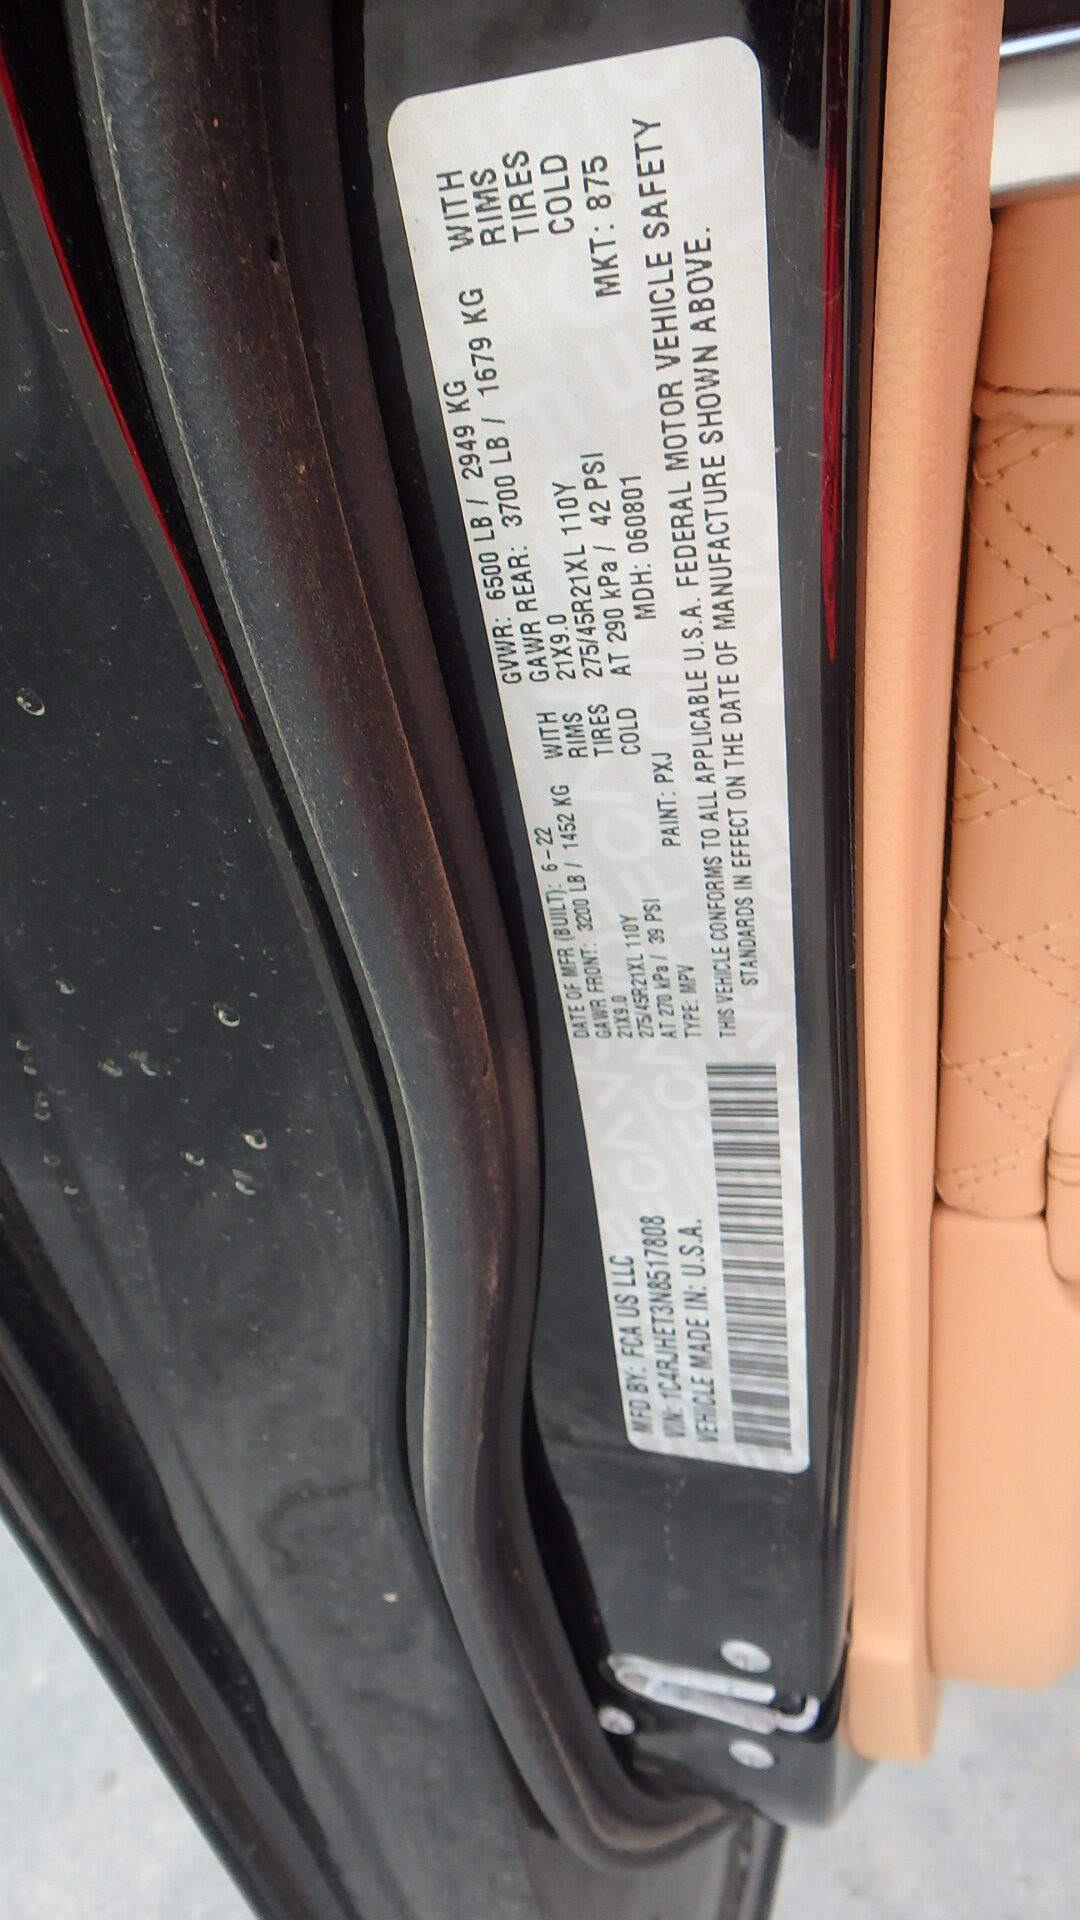 MFD BY: FCA US LLC
VIN: 1C4RJHET3N8517808
VEHICLE MADE IN: U.S.A.
DATE OF MFR (BUILT): 6-22 GVWR: 6500 LB / 2949 KG
GAWR FRONT: 3200 LB / 1452 KG WITH GAWR REAR: 3700 LB / 1679 KG WITH
21X9.0 RIMS 21X9.0 RIMS
275/45R21XL 110Y TIRES 275/45R21XL 110Y TIRES
AT 270 kPa / 39 PSI COLD AT 290 kPa / 42 PSI COLD
TYPE: MPV PAINT: PXJ MDH: 060801 MKT: 875
THIS VEHICLE CONFORMS TO ALL APPLICABLE U.S.A. FEDERAL MOTOR VEHICLE SAFETY
STANDARDS IN EFFECT ON THE DATE OF MANUFACTURE SHOWN ABOVE.